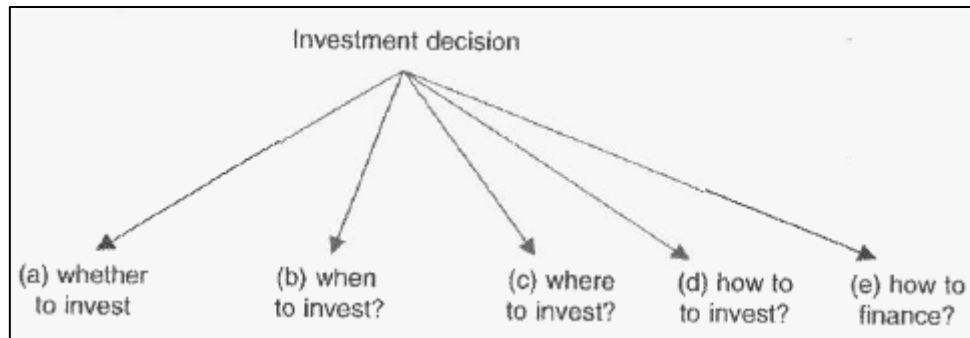 Investment decision
(a) whether
to invest
(b) when
to invest?
(c) where
to invest?
(d) how to
to invest?
(e) how to
finance?